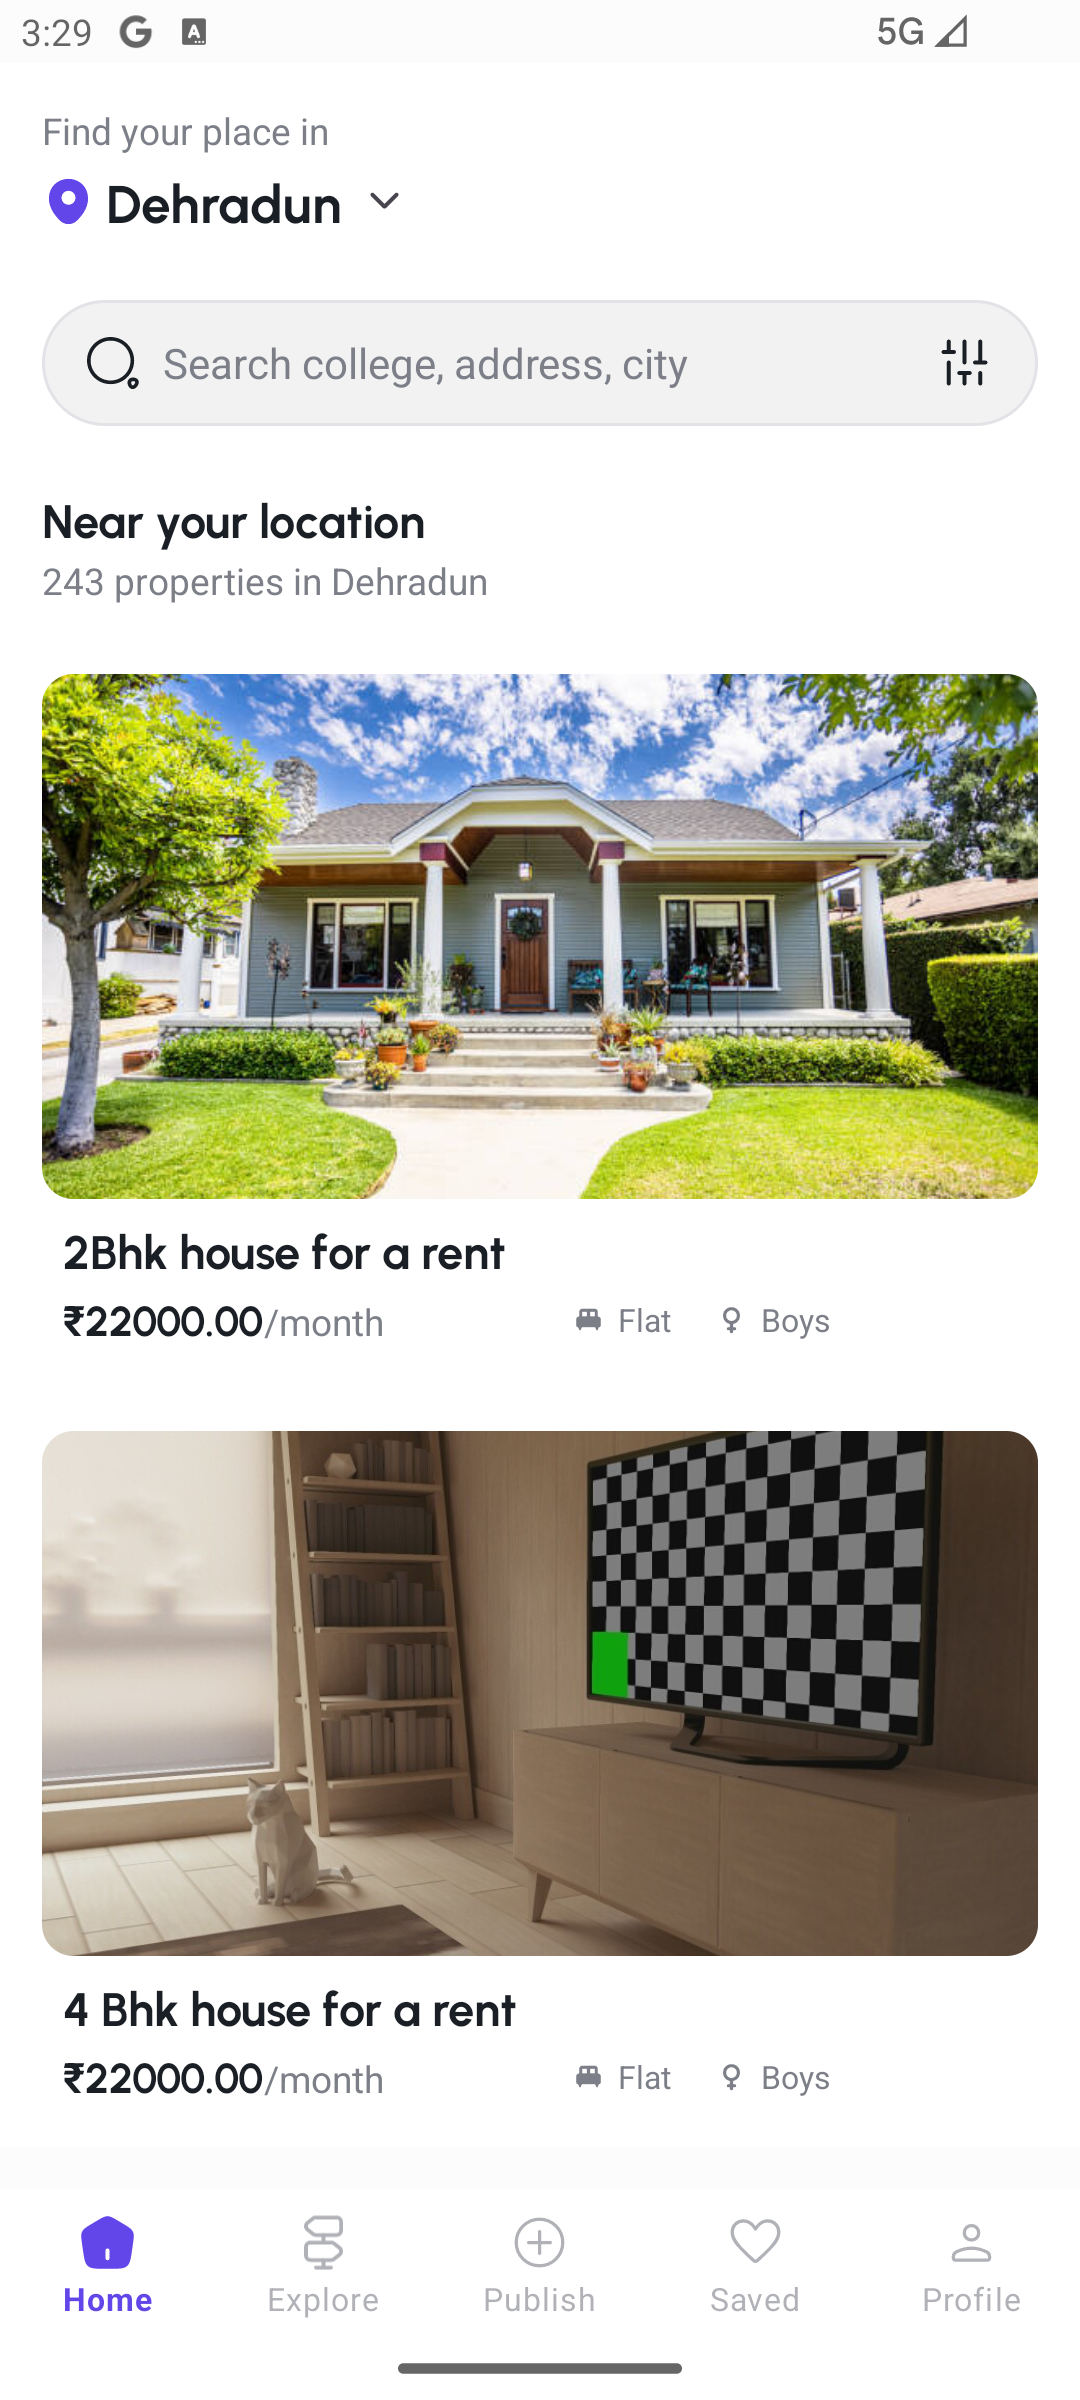 3:29
5G
Find your place in
Dehradun
Search college, address, city
Near your location
243 properties in Dehradun
2Bhk house for a rent
₹22000.00/month Flat Boys
4 Bhk house for a rent
₹22000.00/month Flat Boys
Home Explore Publish Saved Profile